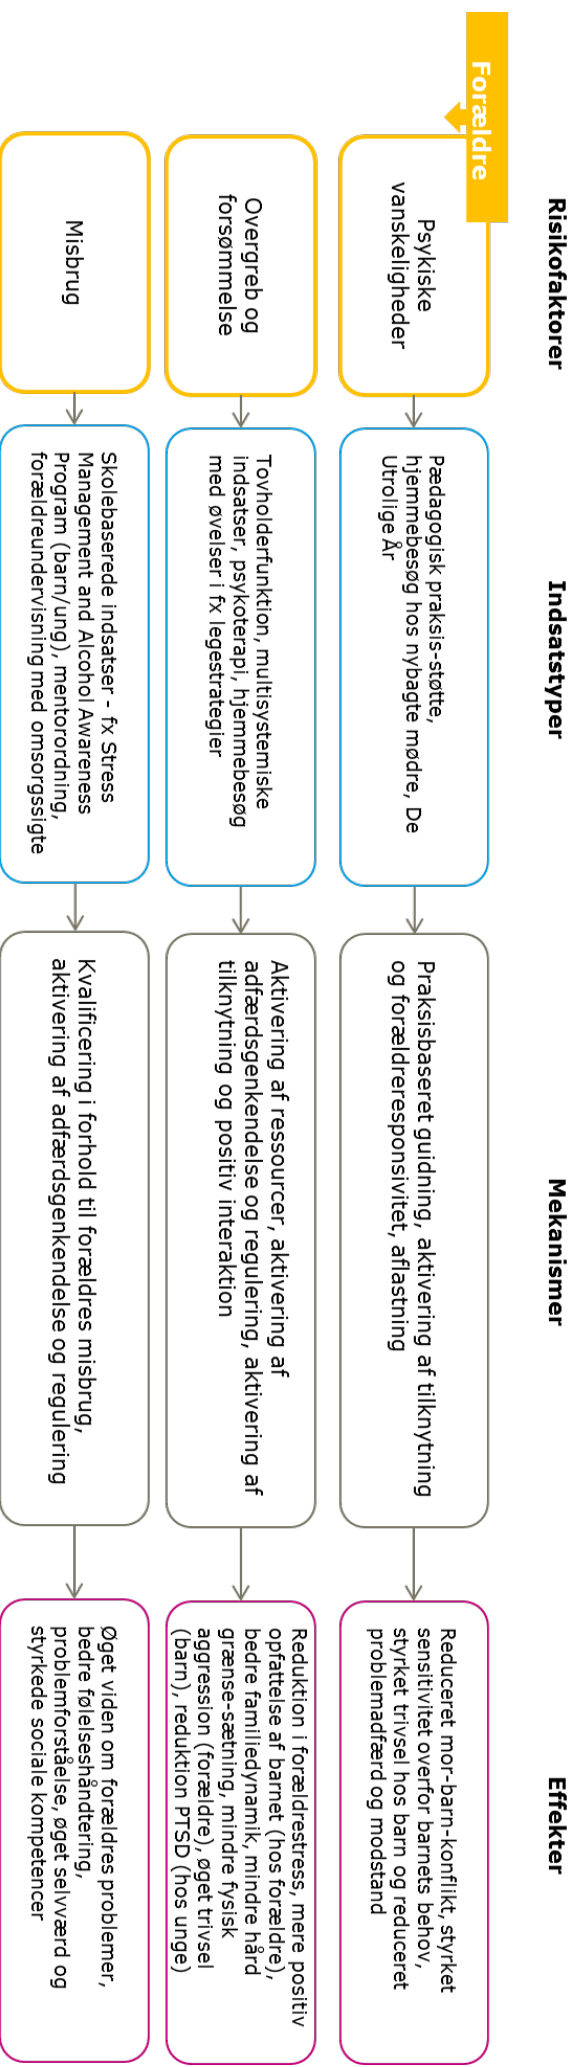 Risikofaktorer
Indsatstyper
Mekanismer
Effekter
Forældre
Psykiske
vanskeligheder
Pædagogisk praksis-støtte,
hjemmebesøg hos nybagte mødre, De
Utrolige År
Praksisbaseret guidning, aktivering af tilknytning
og forældreresponsivitet, aflastning
Reduceret mor-barn-konflikt, styrket
sensitivitet overfor barnets behov,
styrket trivsel hos barn og reduceret
problemadfærd og modstand
Overgreb og
forsømmelse
Tovholderfunktion, multisystemiske
indsatser, psykoterapi, hjemmebesøg
med øvelser i fx legestrategier
Aktivering af ressourcer, aktivering af
adfærdsgenkendelse og regulering, aktivering af
tilknytning og positiv interaktion
Reduktion i forældrestress, mere positiv
opfattelse af barnet (hos forældre),
bedre familiedynamik, mindre hård
grænse-sætning, mindre fysisk
aggression (forældre), øget trivsel
(barn), reduktion PTSD (hos unge)
Misbrug
Skolebaserede indsatser - fx Stress
Management and Alcohol Awareness
Program (barn/ung), mentorordning,
forældreundervisning med omsorgssigte
Kvalificering i forhold til forældres misbrug,
aktivering af adfærdsgenkendelse og regulering
Øget viden om forældres problemer,
bedre følelseshåndtering,
problemforståelse, øget selvværd og
styrkede sociale kompetencer